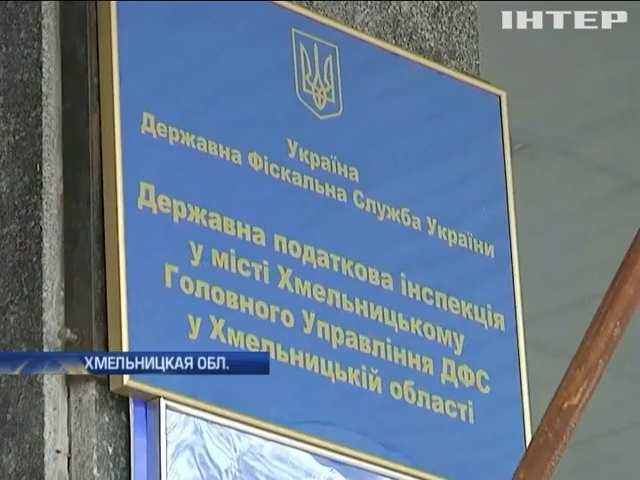 ІНТЕР
Україна
Державна Фіскальна Служба України
Державна податкова інспекція
у місті Хмельницькому
Головного Управління ДФС
у Хмельницькій області
ХМЕЛЬНИЦКАЯ ОБЛ.